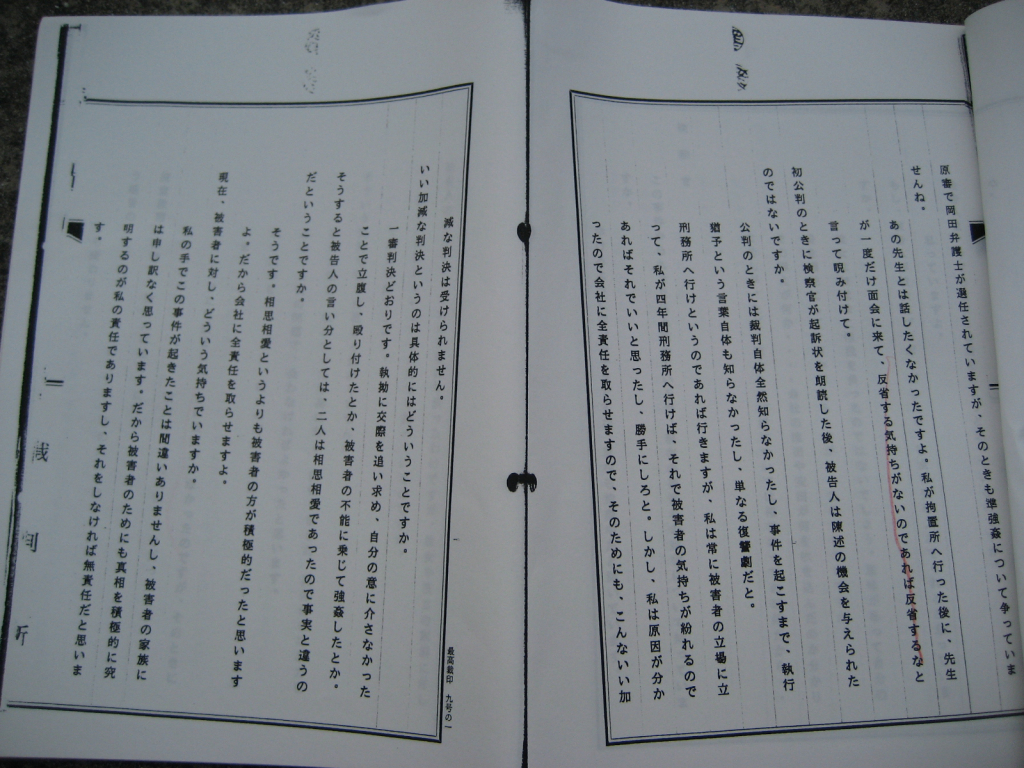 原審で岡田弁護士が選任されていますが、そのときも準強姦について争っていま
せんね。
あの先生とは話したくなかったですよ。私が拘置所へ行った後に、先生
が一度だけ面会に来て、反省する気持ちがないのであれば反省するなと
言って睨み付けて。
初公判のときに検察官が起訴状を朗読した後、被告人は陳述の機会を与えられた
のではないですか。
公判のときには裁判自体全然知らなかったし、事件を起こすまで、執行
猶予という言葉自体も知らなかったし、単なる復讐劇だと。
刑務所へ行けというのであれば行きますが、私は常に被害者の立場に立
って、私が四年間刑務所へ行けば、それで被害者の気持ちが紛れるので
あればそれでいいと思ったし、勝手にしろと。しかし、私は原因が分か
ったので会社に全責任を取らせますので、そのためにも、こんないい加
減な判決は受けられません。
いい加減な判決というのは具体的にはどういうことですか。
一審判決どおりです。執拗に交際を追い求め、自分の意に介さなかった
ことで立腹し、殴り付けたとか、被害者の不能に乗じて強姦したとか。
そうすると被告人の言い分としては、二人は相思相愛であったので事実と違うの
だということですか。
そうです。相思相愛というよりも被害者の方が積極的だったと思います
よ。だから会社に全責任を取らせますよ。
現在、被害者に対し、どういう気持ちでいますか。
私の手でこの事件が起きたことは間違いありませんし、被害者の家族に
は申し訳なく思っています。だから被害者のためにも真相を積極的に究
明するのが私の責任でありますし、それをしなければ無責任だと思いま
す。
最高裁印 九号の一
裁 判 所